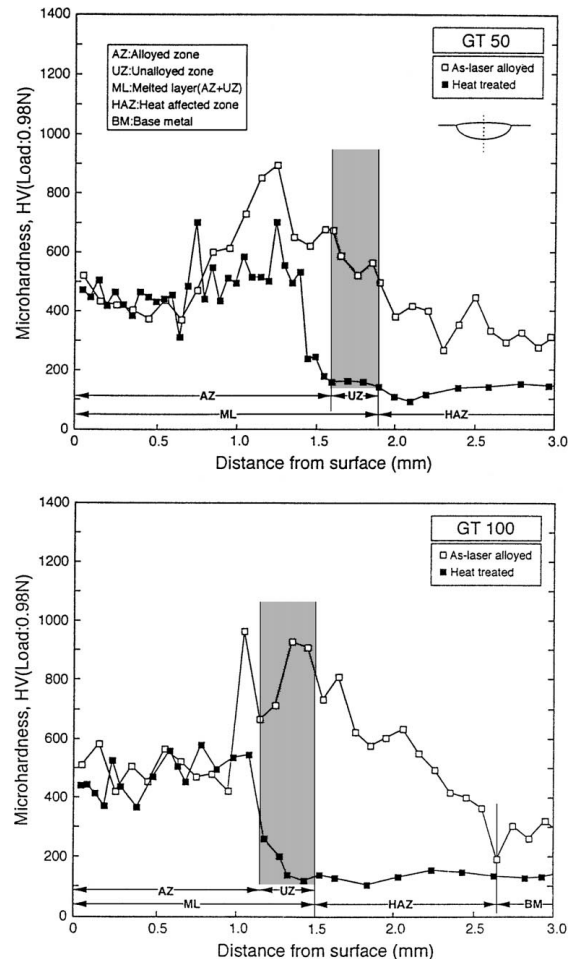 1400
1200
1000
800
600
400
200
0
Microhardness, HV(Load:0.98N)
AZ:Alloyed zone
UZ:Unalloyed zone
ML:Melted layer(AZ+UZ)
HAZ:Heat affected zone
BM:Base metal
GT 50
As-laser alloyed
Heat treated
AZ UZ
ML HAZ
0 0.5 1.0 1.5 2.0 2.5 3.0
Distance from surface (mm)
1400
1200
1000
800
600
400
200
0
Microhardness, HV(Load:0.98N)
GT 100
As-laser alloyed
Heat treated
AZ UZ
ML HAZ BM
0 0.5 1.0 1.5 2.0 2.5 3.0
Distance from surface (mm)